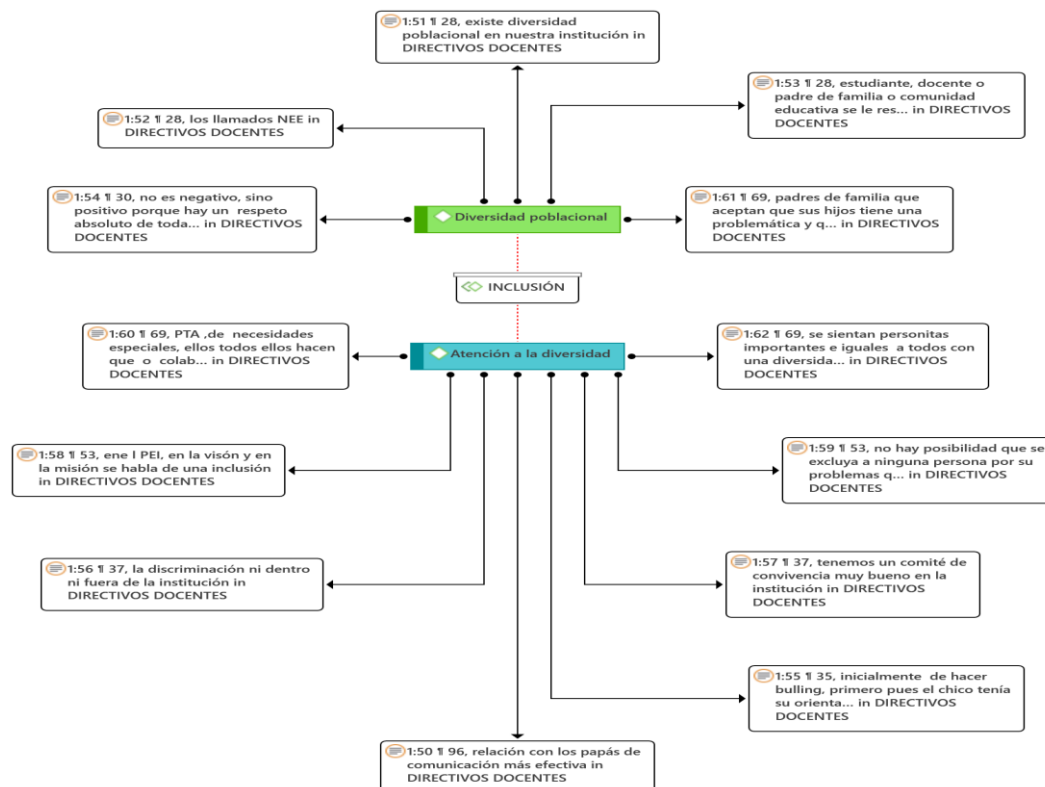 1:51 ¶ 28, existe diversidad
poblacional en nuestra institución in
DIRECTIVOS DOCENTES
1:53 ¶ 28, estudiante, docente o
padre de familia o comunidad
educativa se le res... in DIRECTIVOS
DOCENTES
1:52 ¶ 28, los llamados NEE in
DIRECTIVOS DOCENTES
1:54 ¶ 30, no es negativo, sino
positivo porque hay un respeto
absoluto de toda... in DIRECTIVOS
DOCENTES
Diversidad poblacional
1:61 ¶ 69, padres de familia que
aceptan que sus hijos tiene una
problemática y q... in DIRECTIVOS
DOCENTES
INCLUSIÓN
1:60 ¶ 69, PTA ,de necesidades
especiales, ellos todos ellos hacen
que o colab... in DIRECTIVOS
DOCENTES
Atención a la diversidad
1:62 ¶ 69, se sientan personitas
importantes e iguales a todos con
una diversida... in DIRECTIVOS
DOCENTES
1:58 ¶ 53, ene l PEI, en la visón y en
la misión se habla de una inclusión
in DIRECTIVOS DOCENTES
1:59 ¶ 53, no hay posibilidad que se
excluya a ninguna persona por su
problemas q... in DIRECTIVOS
DOCENTES
1:56 ¶ 37, la discriminación ni dentro
ni fuera de la institución in
DIRECTIVOS DOCENTES
1:57 ¶ 37, tenemos un comité de
convivencia muy bueno en la
institución in DIRECTIVOS
DOCENTES
1:55 ¶ 35, inicialmente de hacer
bulling, primero pues el chico tenía
su orienta... in DIRECTIVOS
DOCENTES
1:50 ¶ 96, relación con los papás de
comunicación más efectiva in
DIRECTIVOS DOCENTES